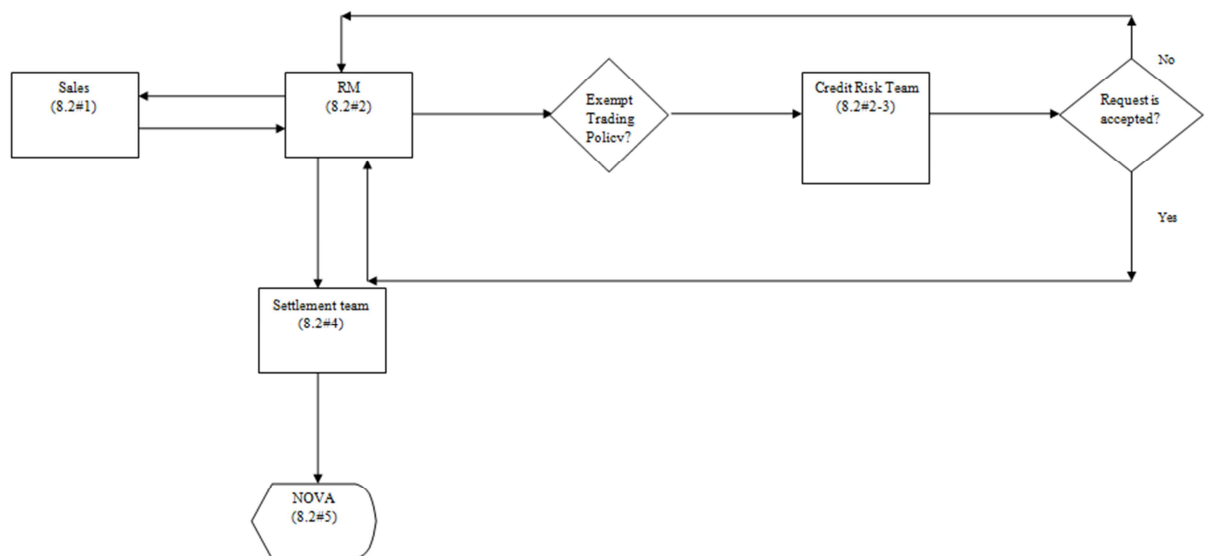 No
Sales
(8.2#1)
RM
(8.2#2)
Exempt
Trading
Policy?
Credit Risk Team
(8.2#2-3)
Request is
accepted?
Yes
Settlement team
(8.2#4)
NOVA
(8.2#5)